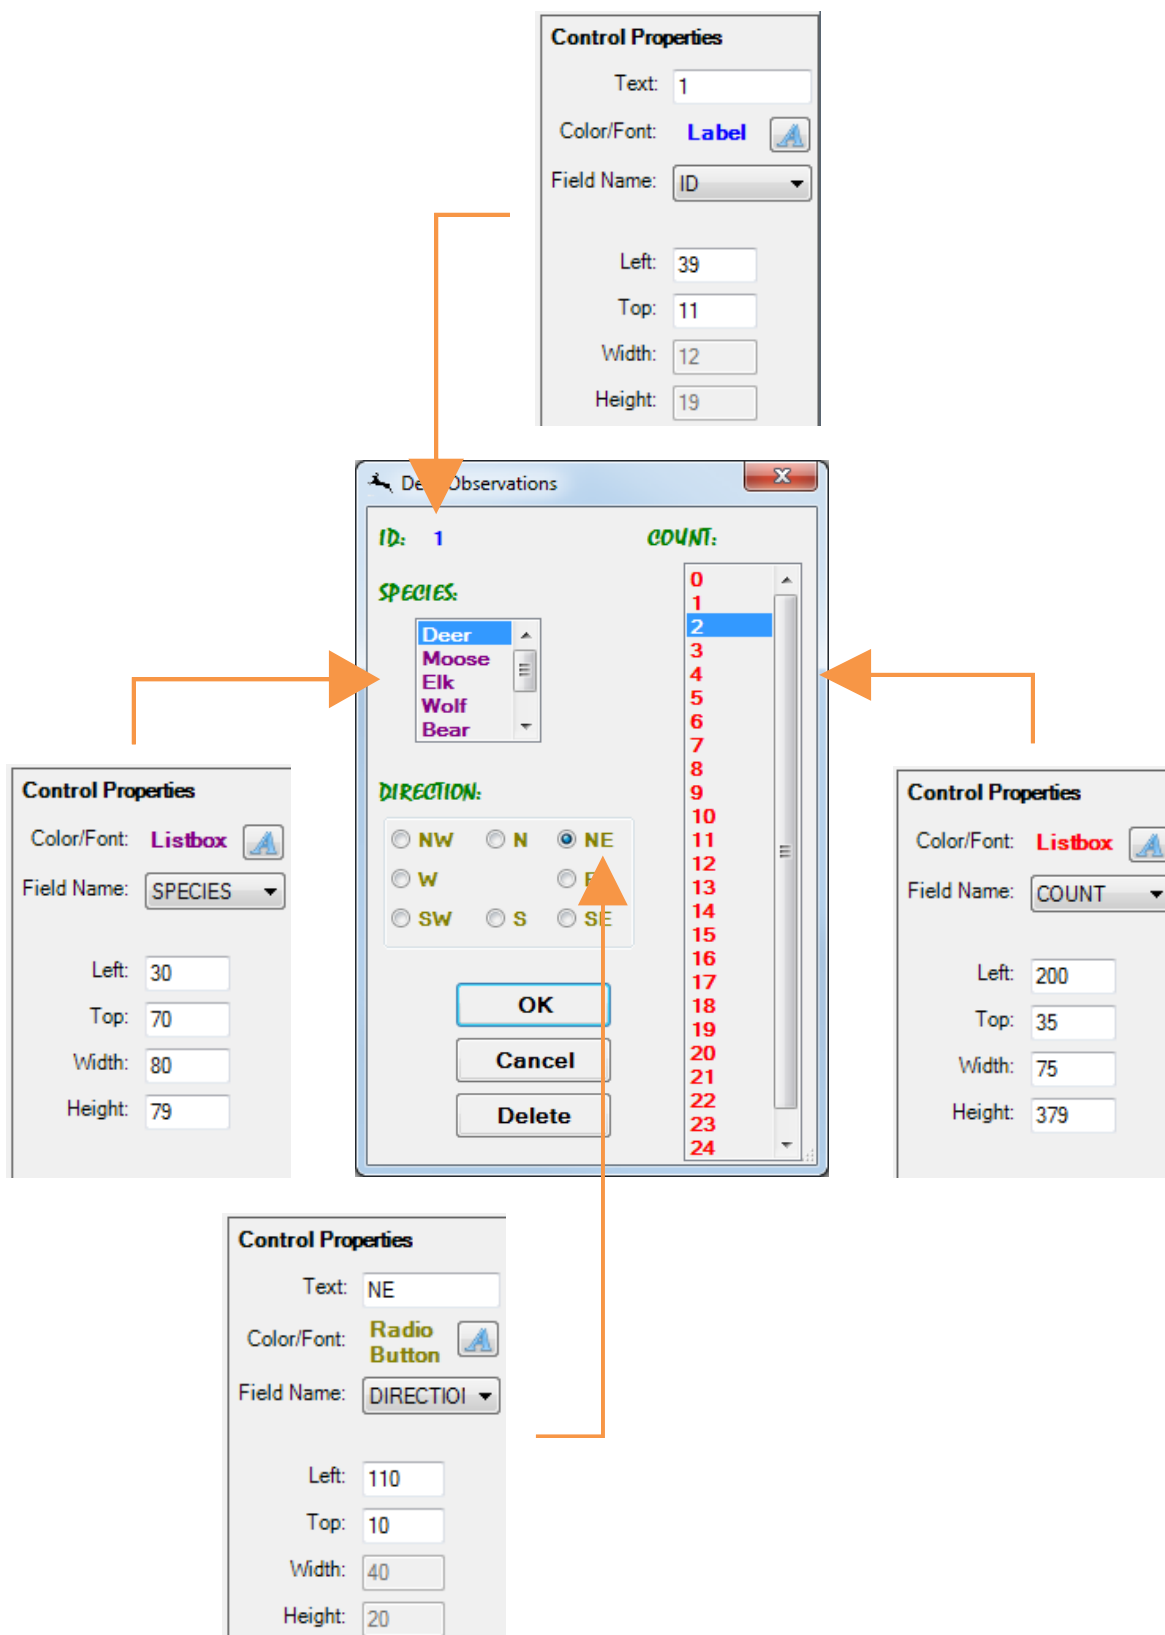 Control Properties
Text: 1
Color/Font: Label A
Field Name: ID
Left: 39
Top: 11
Width: 12
Height: 19
Observations
ID: 1
COUNT:
SPECIES:
Deer
Moose
Elk
Wolf
Bear
0
1
2
3
4
5
6
7
8
9
10
11
12
13
14
15
16
17
18
19
20
21
22
23
24
DIRECTION:
NW N NE
W
SW S SE
OK
Cancel
Delete
Control Properties
Color/Font: Listbox A
Field Name: SPECIES
Left: 30
Top: 70
Width: 80
Height: 79
Control Properties
Color/Font: Listbox A
Field Name: COUNT
Left: 200
Top: 35
Width: 75
Height: 379
Control Properties
Text: NE
Color/Font: Radio Button A
Field Name: DIRECTIOI
Left: 110
Top: 10
Width: 40
Height: 20